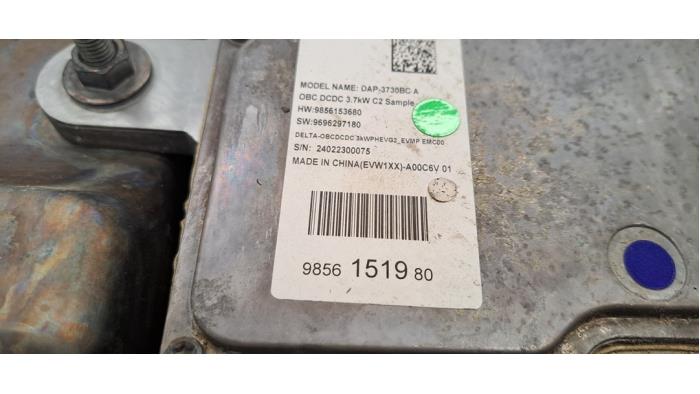 MODEL NAME: DAP-3730BC A
OBC DCDC 3.7kW C2 Sample
HW:9856153680
SW:9696297180
DELTA-OBCDCDC 3kWPHEVG2_EVMP EMC00
S/N: 24022300075
MADE IN CHINA(EVW1XX)-A00C6V 01
9856 1519 80